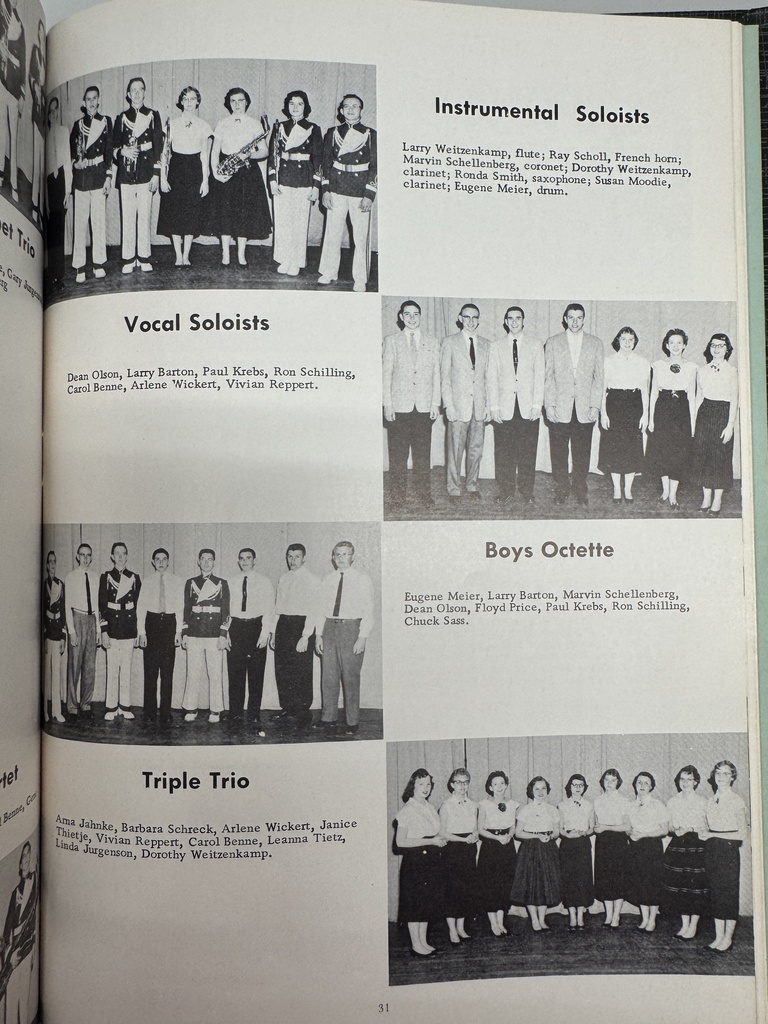 Instrumental Soloists
Larry Weitzenkamp, flute; Ray Scholl, French horn;
Marvin Schellenberg, coronet; Dorothy Weitzenkamp,
clarinet; Ronda Smith, saxophone; Susan Moodie,
clarinet; Eugene Meier, drum.
Vocal Soloists
Dean Olson, Larry Barton, Paul Krebs, Ron Schilling,
Carol Benne, Arlene Wickert, Vivian Reppert.
Boys Octette
Eugene Meier, Larry Barton, Marvin Schellenberg,
Dean Olson, Floyd Price, Paul Krebs, Ron Schilling,
Chuck Sass.
Triple Trio
Ama Jahnke, Barbara Schreck, Arlene Wickert, Janice
Thietje, Vivian Reppert, Carol Benne, Leanna Tietz,
Linda Jurgenson, Dorothy Weitzenkamp.
31
Trio
Gary
Benne,